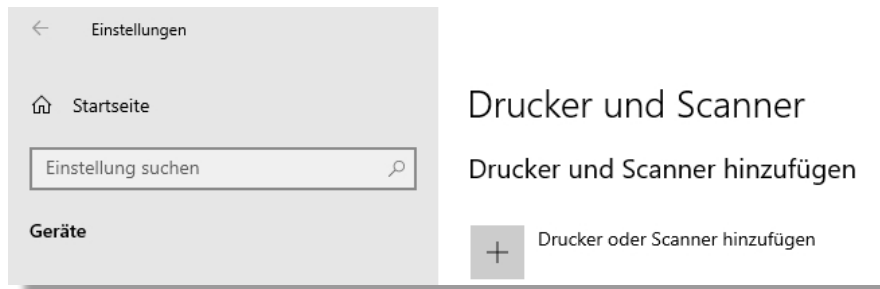 Einstellungen
Startseite
Einstellung suchen
Geräte
Drucker und Scanner
Drucker und Scanner hinzufügen
Drucker oder Scanner hinzufügen